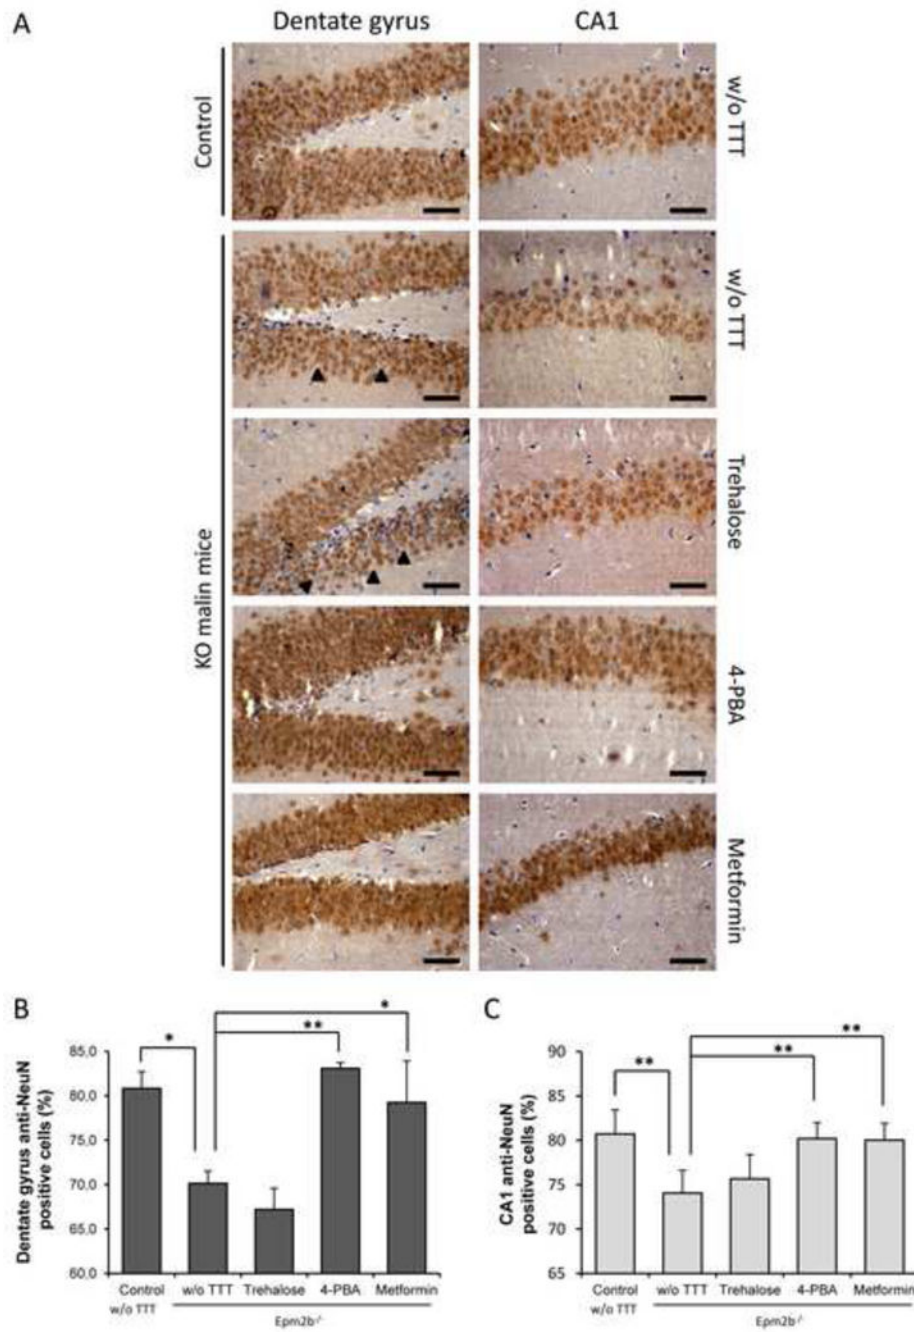 A
Dentate gyrus
CA1
Control
w/o TTT
KO malin mice
w/o TTT
Trehalose
4-PBA
Metformin
B
Dentate gyrus anti-NeuN
positive cells (%)
85.0
80.0
75.0
70.0
65.0
60.0
*
**
*
Control
w/o TTT
w/o TTT
Trehalose
4-PBA
Metformin
Epm2b-/-
C
CA1 anti-NeuN
positive cells (%)
90
85
80
75
70
65
**
**
**
Control
w/o TTT
w/o TTT
Trehalose
4-PBA
Metformin
Epm2b-/-